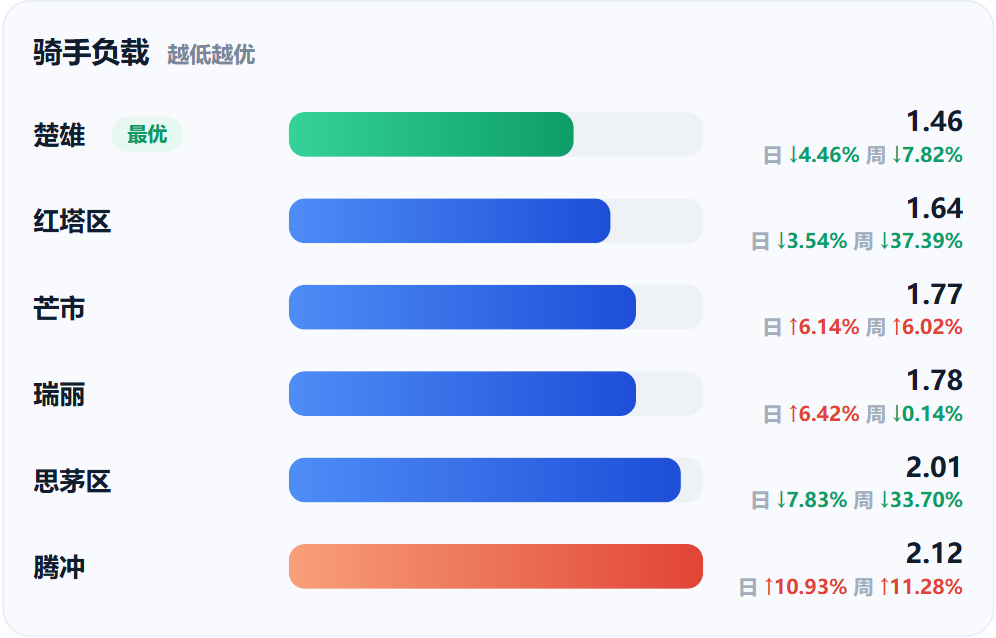 骑手负载 越低越优
楚雄 最优 1.46
日 ↓4.46% 周 ↓7.82%
红塔区 1.64
日 ↓3.54% 周 ↓37.39%
芒市 1.77
日 ↑6.14% 周 ↑6.02%
瑞丽 1.78
日 ↑6.42% 周 ↓0.14%
思茅区 2.01
日 ↓7.83% 周 ↓33.70%
腾冲 2.12
日 ↑10.93% 周 ↑11.28%